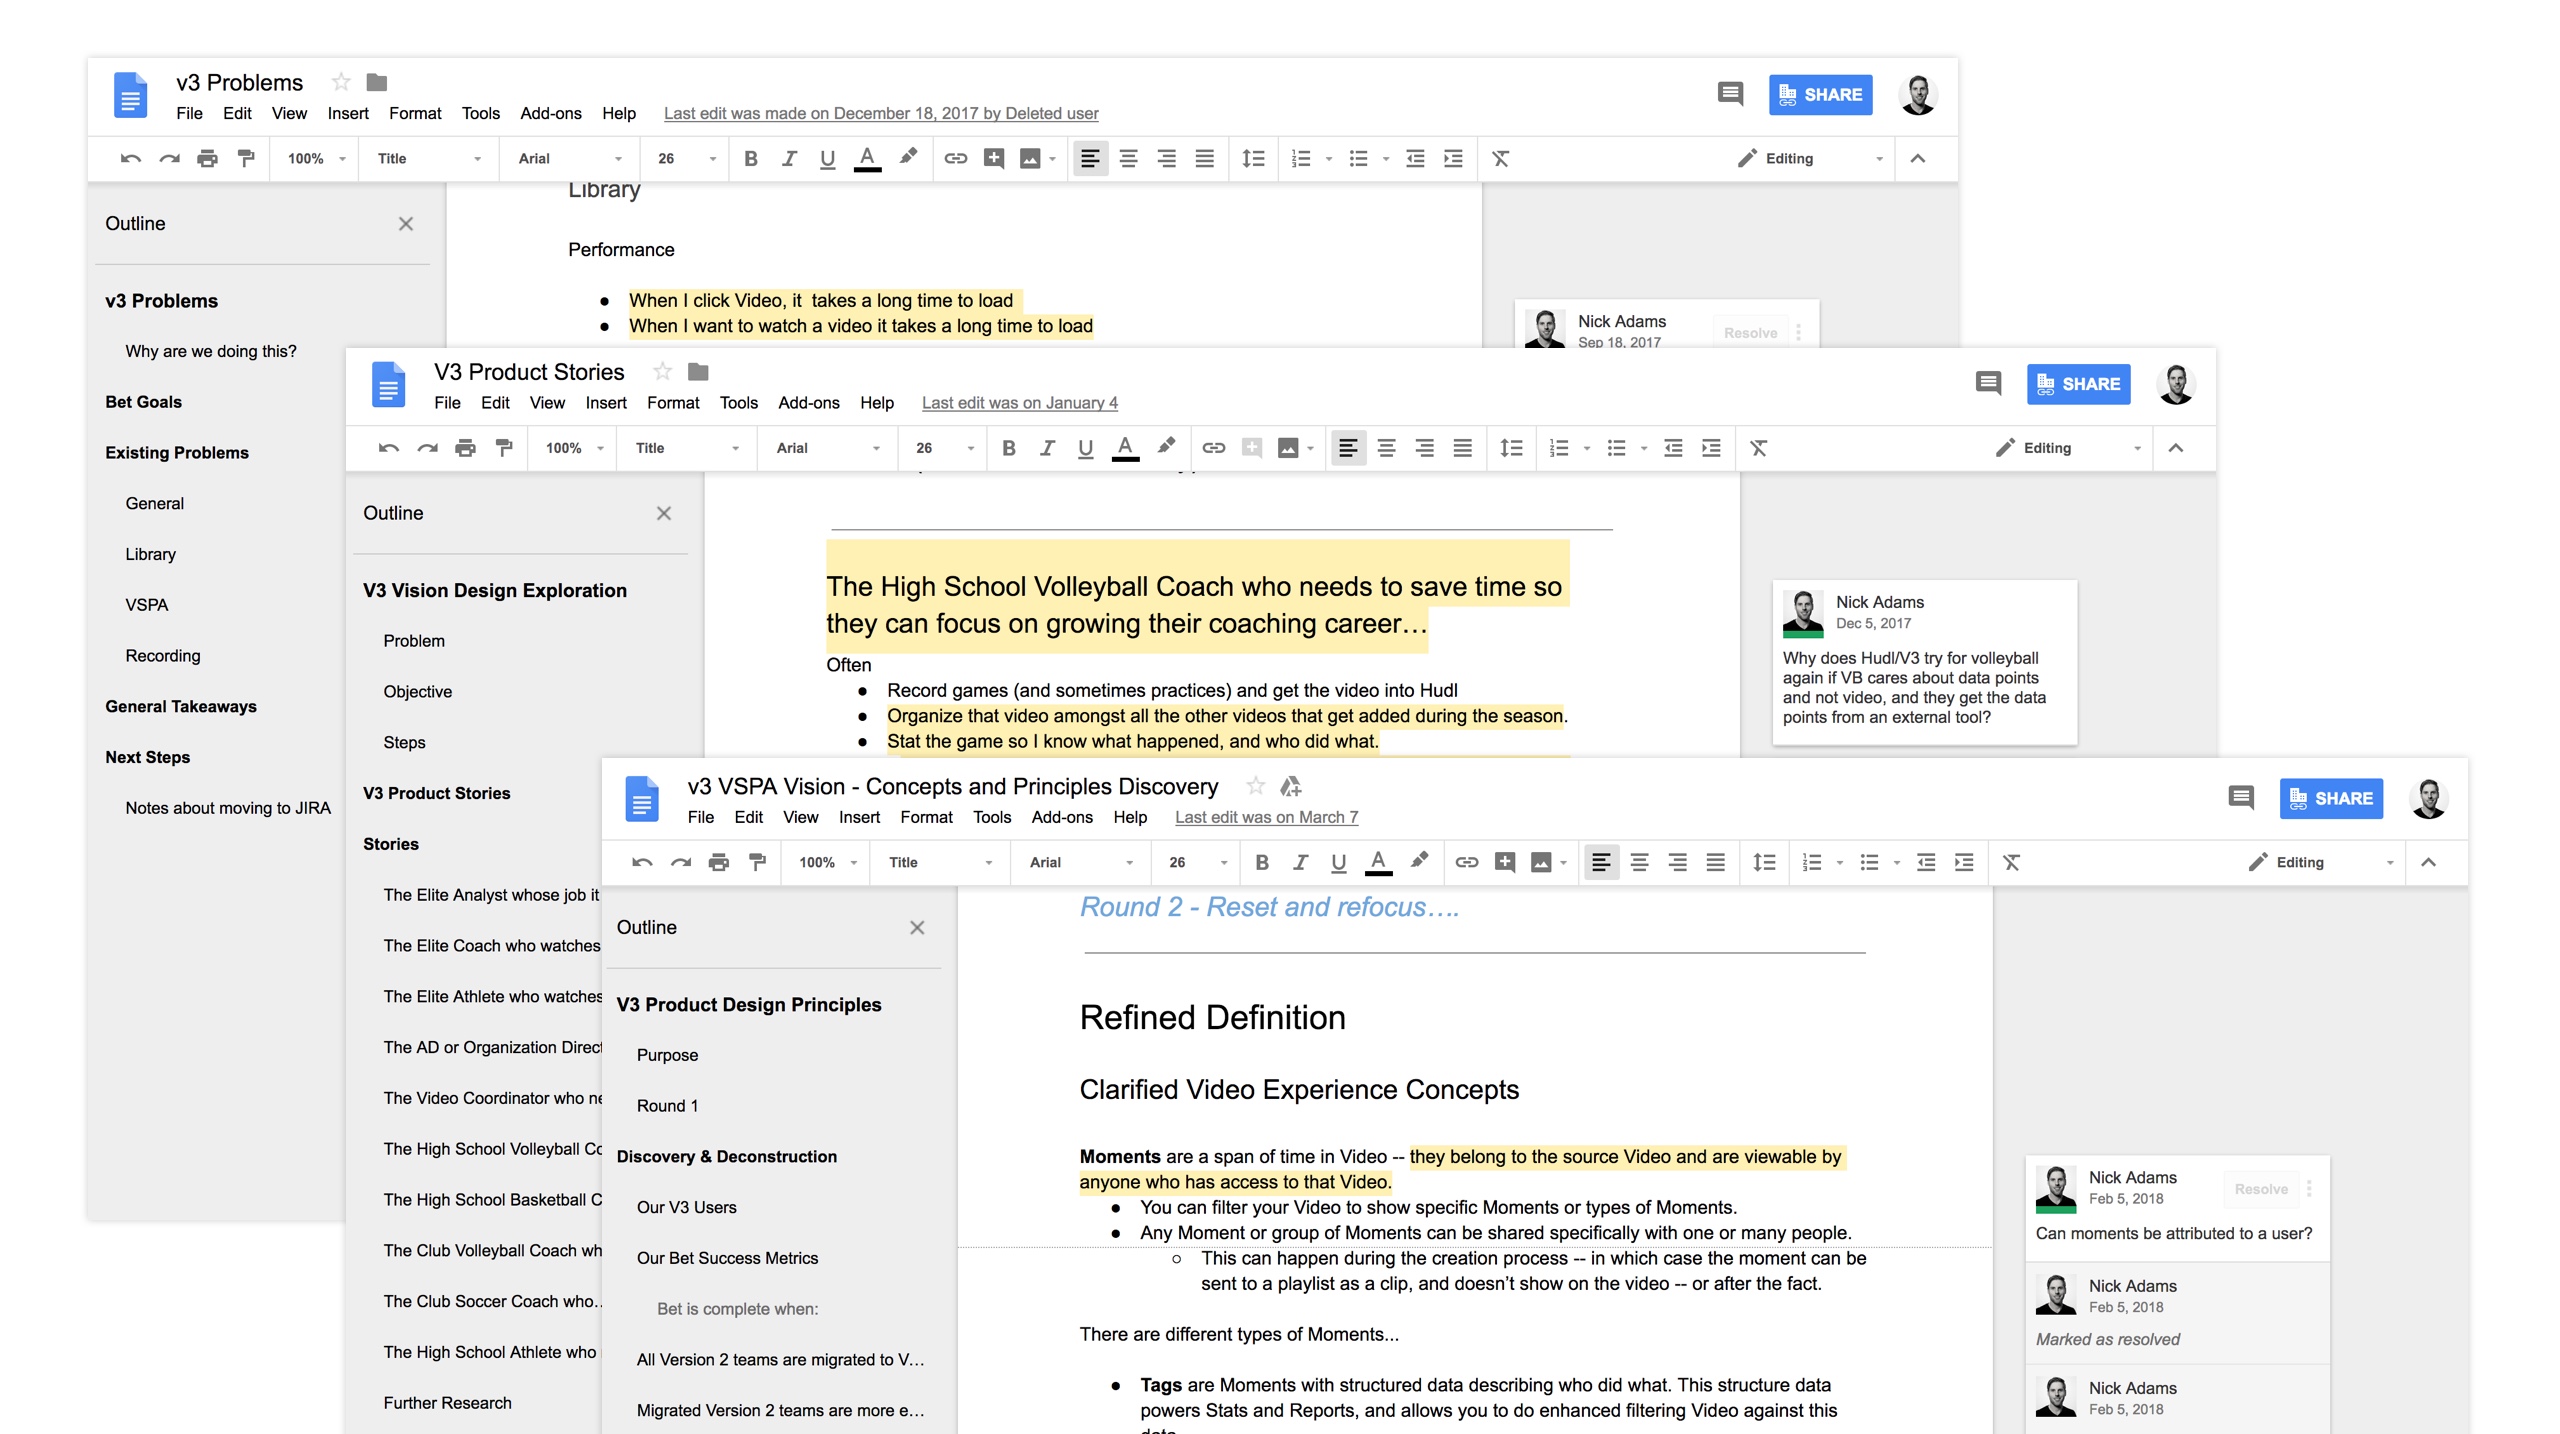 v3 Problems
File Edit View Insert Format Tools Add-ons Help Last edit was made on December 18, 2017 by Deleted user
SHARE
100% Title Arial 26 B I U A Editing
Outline
v3 Problems
Why are we doing this?
Bet Goals
Existing Problems
General
Library
VSPA
Recording
General Takeaways
Next Steps
Notes about moving to JIRA
Library
Performance
● When I click Video, it takes a long time to load
● When I want to watch a video it takes a long time to load
Nick Adams
Sep 18, 2017
Resolve
V3 Product Stories
File Edit View Insert Format Tools Add-ons Help Last edit was on January 4
SHARE
100% Title Arial 26 B I U A Editing
Outline
V3 Vision Design Exploration
Problem
Objective
Steps
V3 Product Stories
Stories
The Elite Analyst whose job it
The Elite Coach who watches
The Elite Athlete who watches
The AD or Organization Direct
The Video Coordinator who ne
The High School Volleyball Co
The High School Basketball C
The Club Volleyball Coach wh
The Club Soccer Coach who..
The High School Athlete who
Further Research
The High School Volleyball Coach who needs to save time so
they can focus on growing their coaching career…
Often
● Record games (and sometimes practices) and get the video into Hudl
● Organize that video amongst all the other videos that get added during the season.
● Stat the game so I know what happened, and who did what.
Nick Adams
Dec 5, 2017
Why does Hudl/V3 try for volleyball
again if VB cares about data points
and not video, and they get the data
points from an external tool?
v3 VSPA Vision - Concepts and Principles Discovery
File Edit View Insert Format Tools Add-ons Help Last edit was on March 7
SHARE
100% Title Arial 26 B I U A Editing
Outline
V3 Product Design Principles
Purpose
Round 1
Discovery & Deconstruction
Our V3 Users
Our Bet Success Metrics
Bet is complete when:
All Version 2 teams are migrated to V…
Migrated Version 2 teams are more e…
Round 2 - Reset and refocus….
Refined Definition
Clarified Video Experience Concepts
Moments are a span of time in Video -- they belong to the source Video and are viewable by
anyone who has access to that Video.
● You can filter your Video to show specific Moments or types of Moments.
● Any Moment or group of Moments can be shared specifically with one or many people.
○ This can happen during the creation process -- in which case the moment can be
sent to a playlist as a clip, and doesn’t show on the video -- or after the fact.
There are different types of Moments...
● Tags are Moments with structured data describing who did what. This structure data
powers Stats and Reports, and allows you to do enhanced filtering Video against this
Nick Adams
Feb 5, 2018
Resolve
Can moments be attributed to a user?
Nick Adams
Feb 5, 2018
Marked as resolved
Nick Adams
Feb 5, 2018